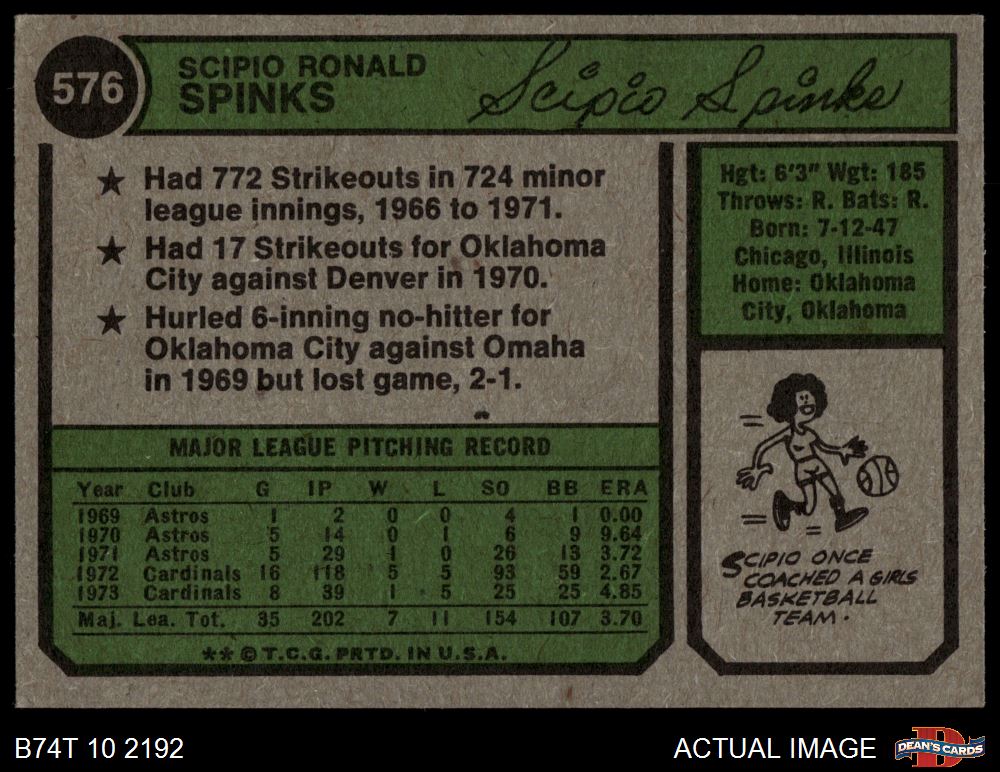 576
SCIPIO RONALD
SPINKS
Scipio Spinks
★ Had 772 Strikeouts in 724 minor
league innings, 1966 to 1971.
★ Had 17 Strikeouts for Oklahoma
City against Denver in 1970.
★ Hurled 6-inning no-hitter for
Oklahoma City against Omaha
in 1969 but lost game, 2-1.
Hgt: 6'3" Wgt: 185
Throws: R. Bats: R.
Born: 7-12-47
Chicago, Illinois
Home: Oklahoma
City, Oklahoma
MAJOR LEAGUE PITCHING RECORD
Year Club G IP W L SO BB ERA
1969 Astros 1 2 0 0 4 1 0.00
1970 Astros 5 14 0 1 6 9 9.64
1971 Astros 5 29 1 0 26 13 3.72
1972 Cardinals 16 118 5 5 93 59 2.67
1973 Cardinals 8 39 1 5 25 25 4.85
Maj. Lea. Tot. 35 202 7 11 154 107 3.70
** © T.C.G. PRTD. IN U.S.A.
SCIPIO ONCE
COACHED A GIRLS
BASKETBALL
TEAM.
B74T 10 2192
ACTUAL IMAGE
D
DEAN'S CARDS